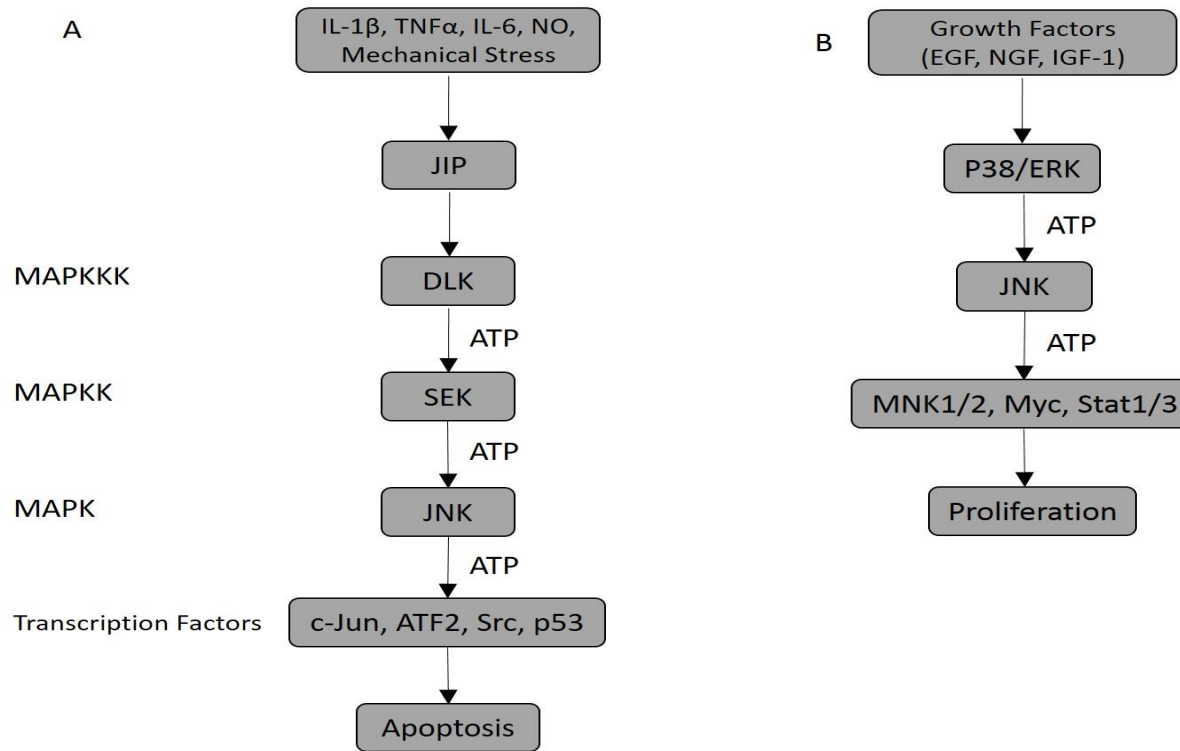 A
IL-1β, TNFα, IL-6, NO,
Mechanical Stress
JIP
MAPKKK
DLK
ATP
MAPKK
SEK
ATP
MAPK
JNK
ATP
Transcription Factors
c-Jun, ATF2, Src, p53
Apoptosis
B
Growth Factors
(EGF, NGF, IGF-1)
P38/ERK
ATP
JNK
ATP
MNK1/2, Myc, Stat1/3
Proliferation